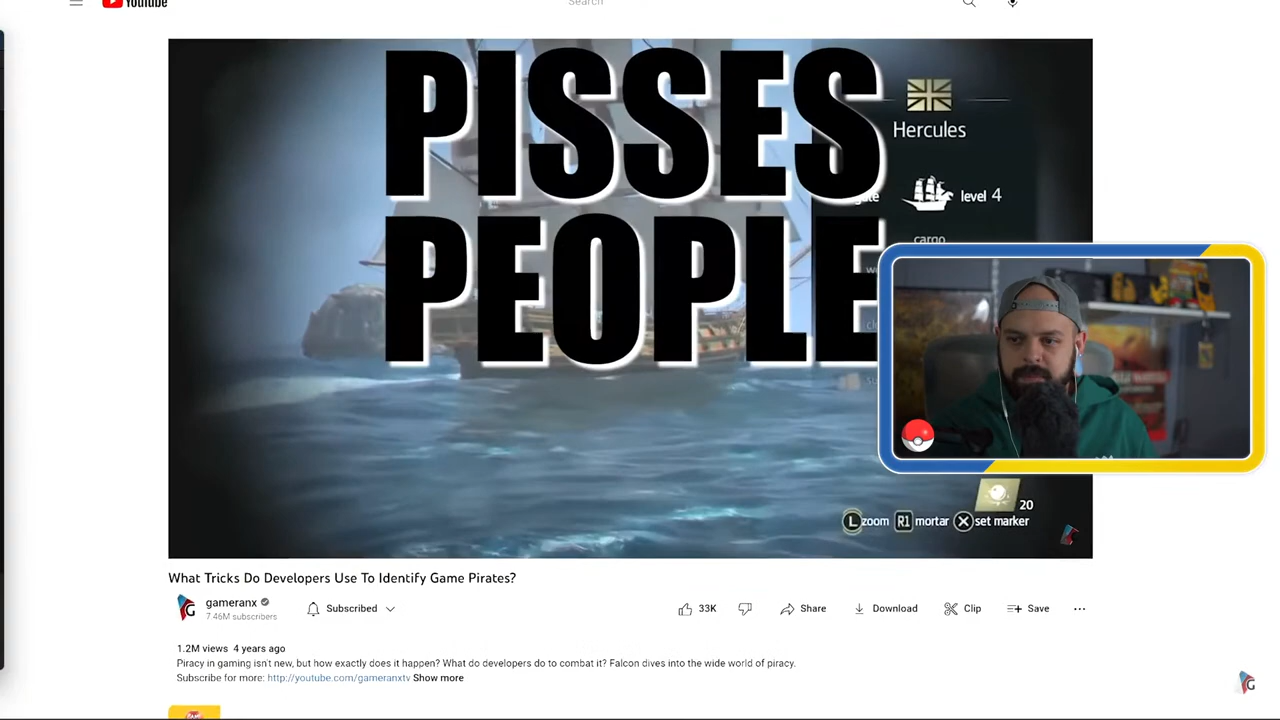 YouTube
Search
PISSES
PEOPLE
Hercules
level 4
cargo
20
L zoom R1 mortar X set marker
What Tricks Do Developers Use To Identify Game Pirates?
gameranx
7.46M subscribers
Subscribed
33K
Share
Download
Clip
Save
1.2M views 4 years ago
Piracy in gaming isn't new, but how exactly does it happen? What do developers do to combat it? Falcon dives into the wide world of piracy.
Subscribe for more: http://youtube.com/gameranxtv Show more